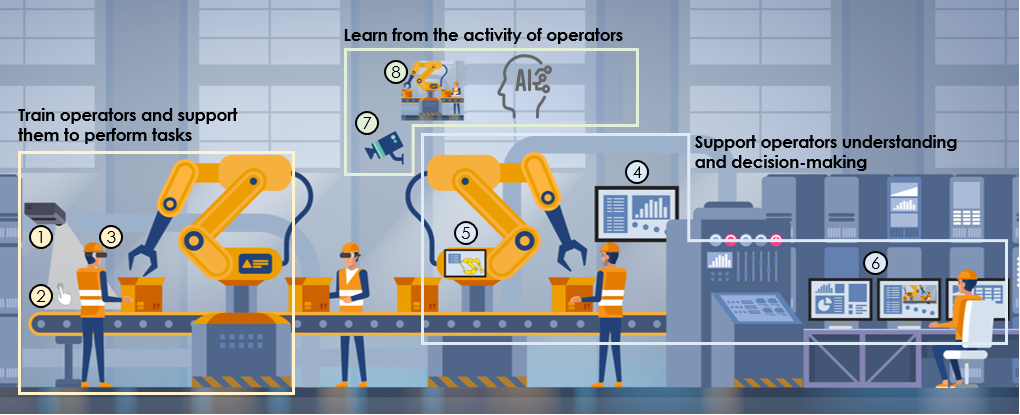 Learn from the activity of operators
8
AI
7
Train operators and support
them to perform tasks
Support operators understanding
and decision-making
4
1
3
5
6
2